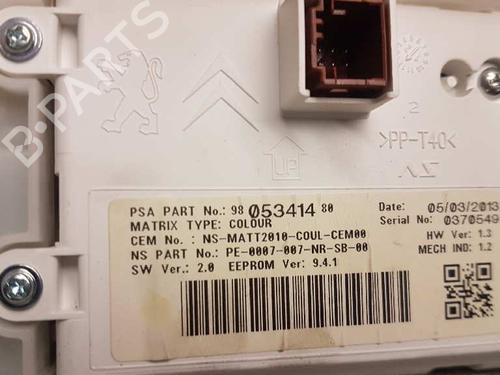 B-PARTS
2
>PP-T40<
UP
PSA PART No.: 98 053414 80
Date: 05/03/2013
MATRIX TYPE: COLOUR
Serial No: 0370549
CEM No. : NS-MATT2010-COUL-CEM00
HW Ver: 1.3
NS PART No.: PE-0007-007-NR-SB-00
MECH IND: 1.2
SW Ver.: 2.0 EEPROM Ver: 9.4.1